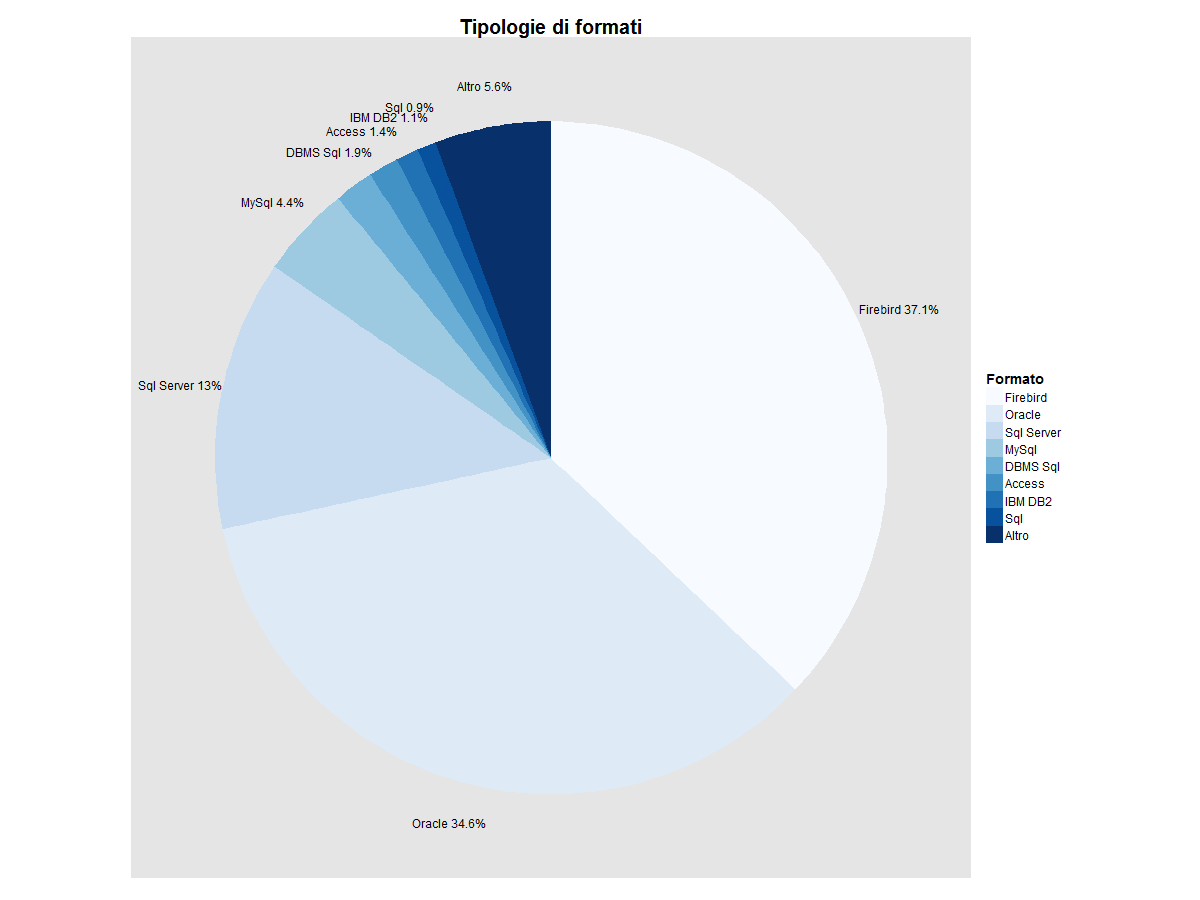 Tipologie di formati
Altro 5.6%
Sql 0.9%
IBM DB2 1.1%
Access 1.4%
DBMS Sql 1.9%
MySql 4.4%
Firebird 37.1%
Sql Server 13%
Oracle 34.6%
Formato
Firebird
Oracle
Sql Server
MySql
DBMS Sql
Access
IBM DB2
Sql
Altro